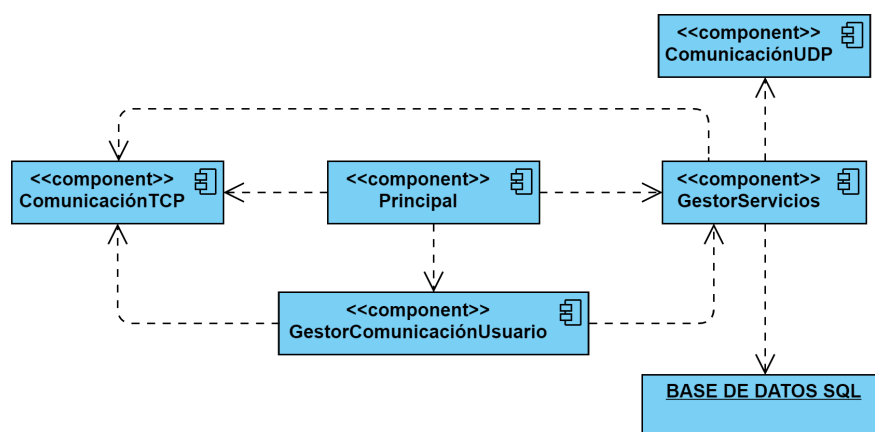 <<component>>
ComunicaciónUDP
<<component>>
ComunicaciónTCP
<<component>>
Principal
<<component>>
GestorServicios
<<component>>
GestorComunicaciónUsuario
BASE DE DATOS SQL